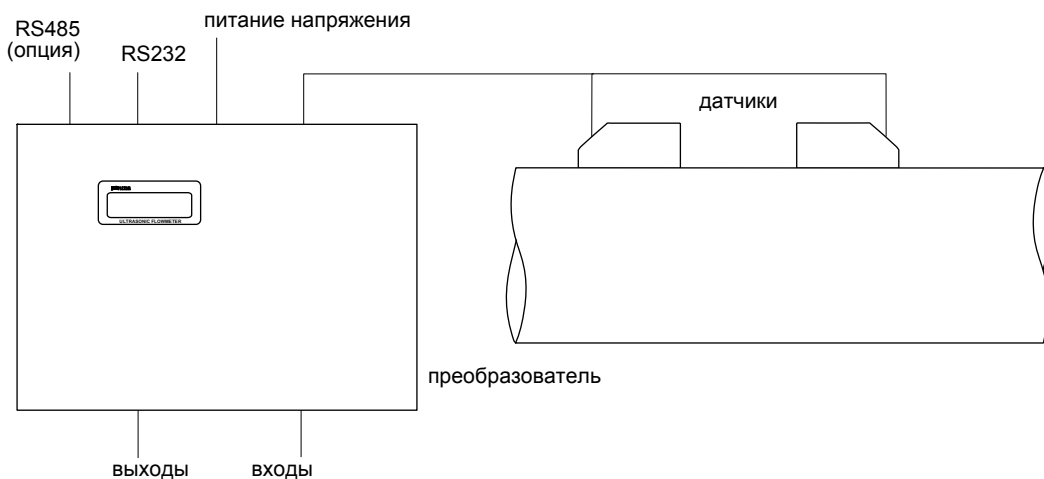 питание напряжения
RS485
(опция)
RS232
датчики
ULTRASONIC FLOWMETER
преобразователь
выходы
входы